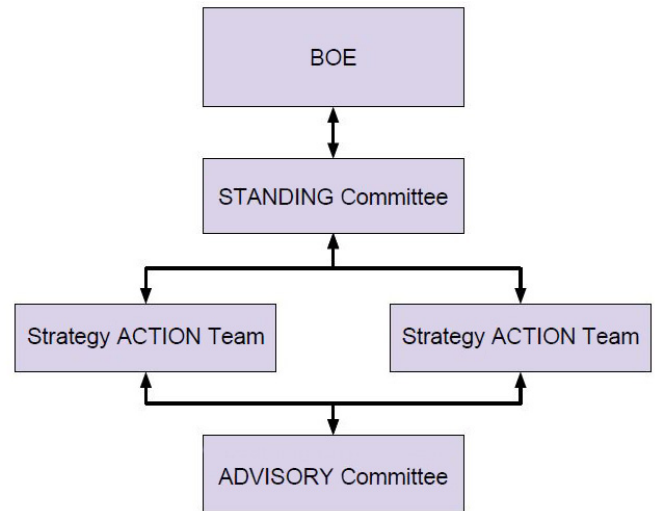 BOE
STANDING Committee
Strategy ACTION Team
Strategy ACTION Team
ADVISORY Committee